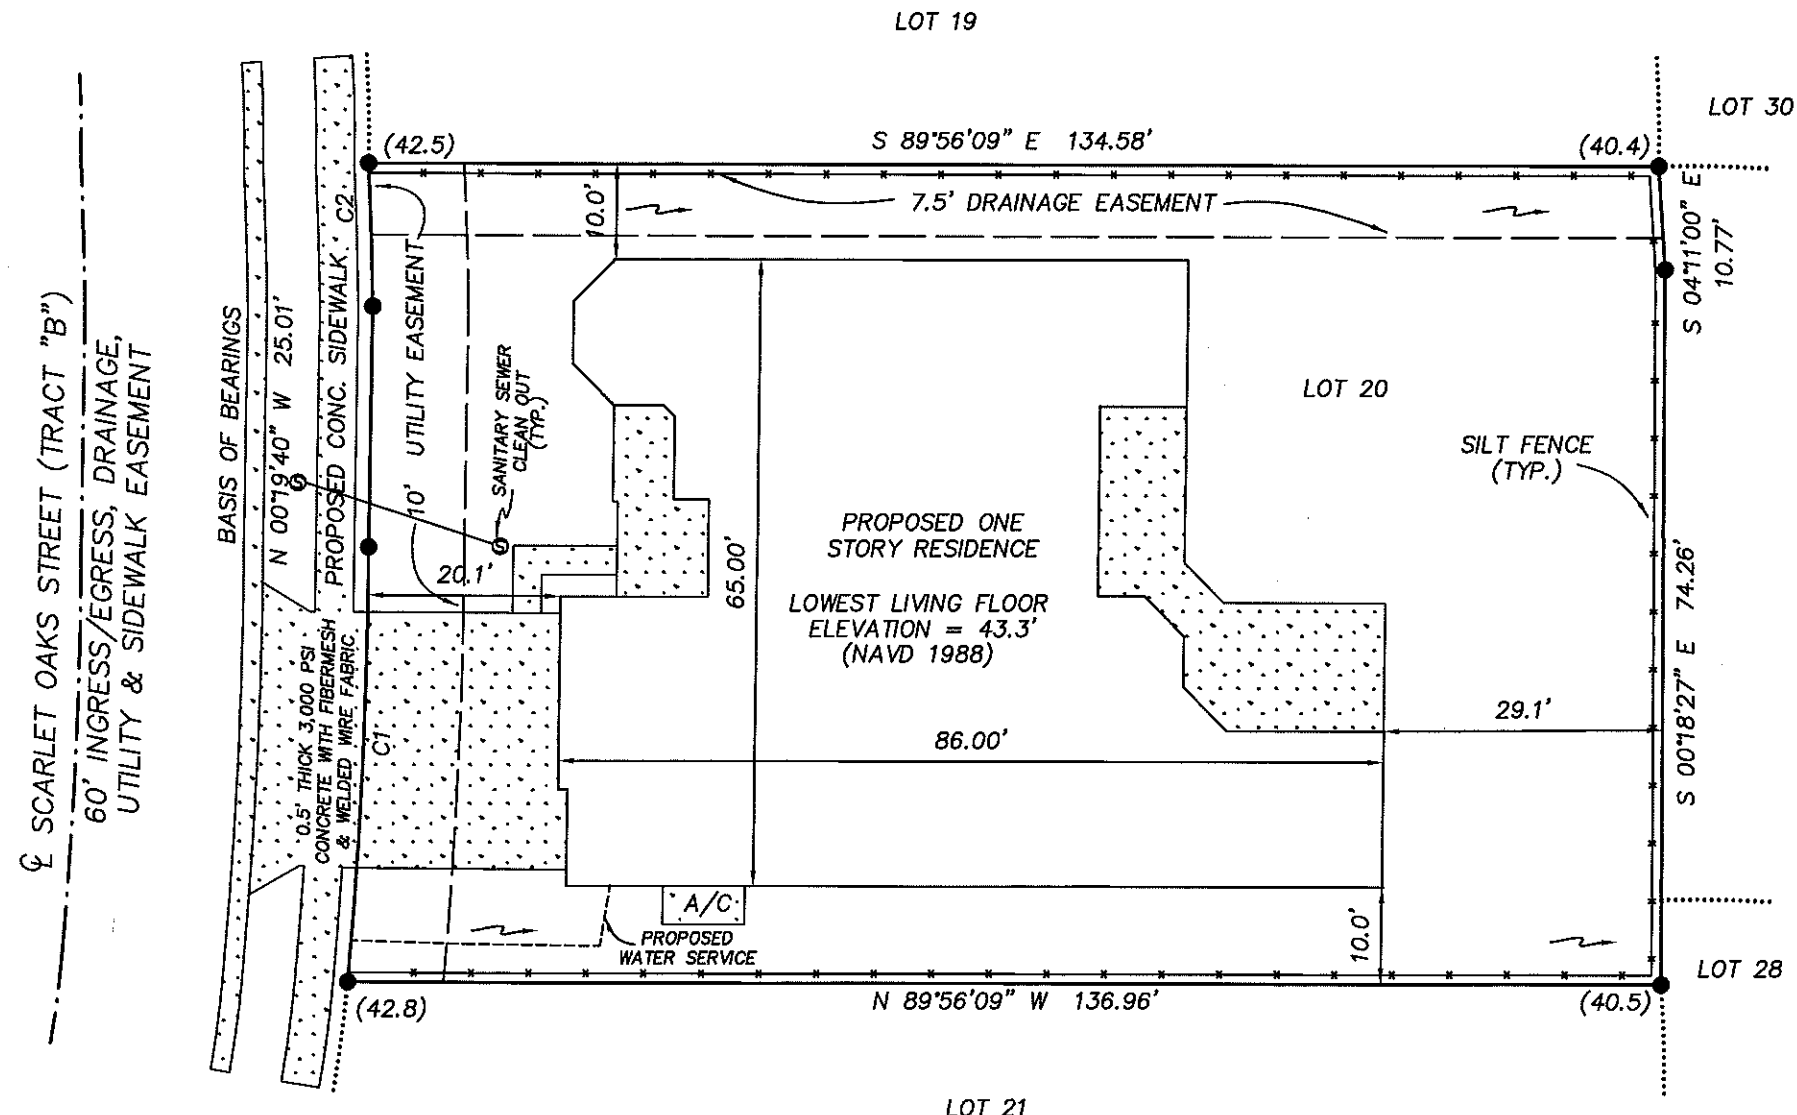 LOT 19
LOT 30
(42.5)
S 89°56'09" E 134.58'
(40.4)
7.5' DRAINAGE EASEMENT
10.0'
S 04°11'00" E
10.77'
C2
10' UTILITY EASEMENT
PROPOSED CONC. SIDEWALK
N 00°19'40" W 25.01'
BASIS OF BEARINGS
℄ SCARLET OAKS STREET (TRACT "B")
60' INGRESS/EGRESS, DRAINAGE,
UTILITY & SIDEWALK EASEMENT
SANITARY SEWER
CLEAN OUT
(TYP.)
S
S
20.1'
LOT 20
SILT FENCE
(TYP.)
PROPOSED ONE
STORY RESIDENCE
LOWEST LIVING FLOOR
ELEVATION = 43.3'
(NAVD 1988)
65.00'
86.00'
29.1'
S 00°18'27" E 74.26'
C1
0.5' THICK 3,000 PSI
CONCRETE WITH FIBERMESH
& WELDED WIRE FABRIC
A/C
PROPOSED
WATER SERVICE
10.0'
LOT 28
(42.8)
N 89°56'09" W 136.96'
(40.5)
LOT 21